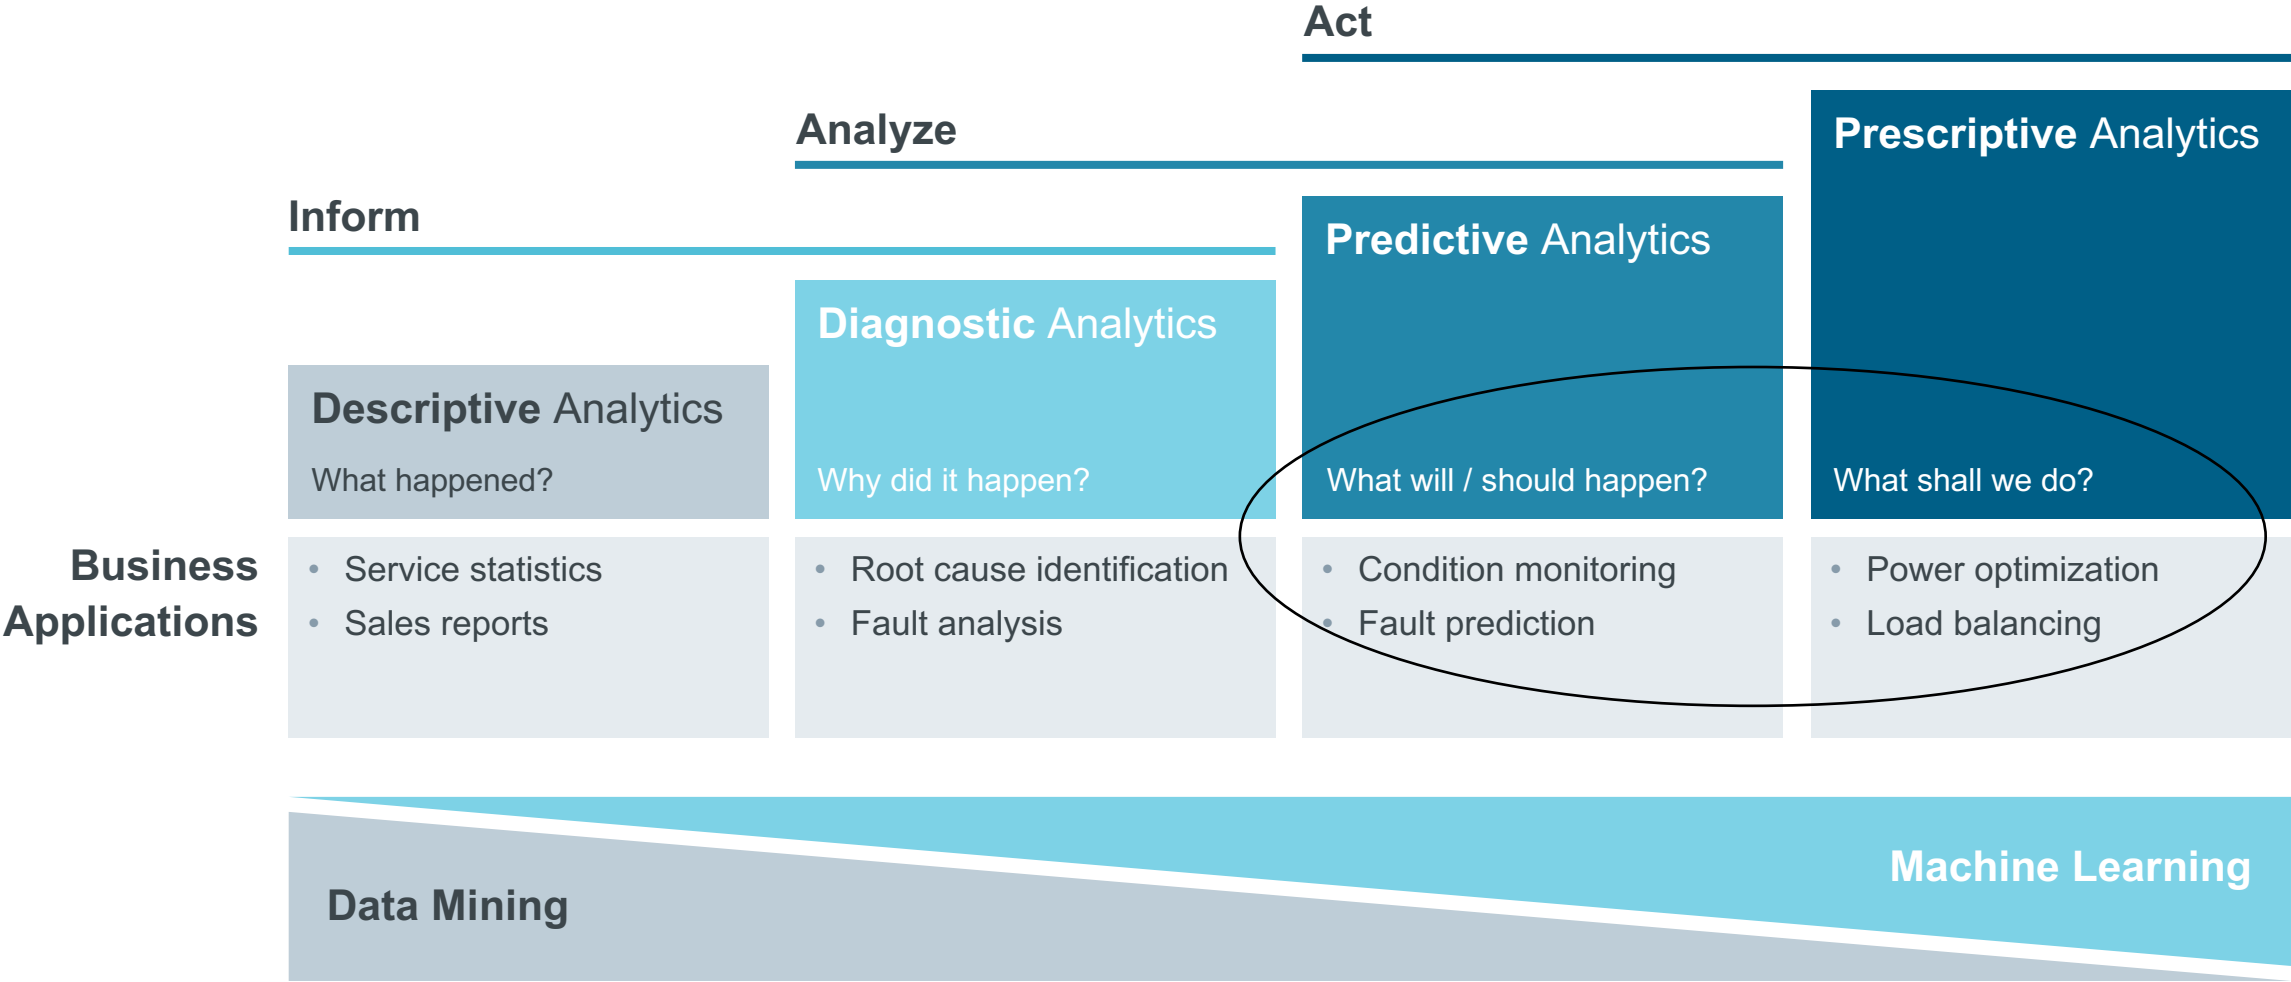 Act
Analyze
Prescriptive Analytics
Inform
Predictive Analytics
Diagnostic Analytics
Descriptive Analytics
What happened?
Why did it happen?
What will / should happen?
What shall we do?
Business
Applications
• Service statistics
• Sales reports
• Root cause identification
• Fault analysis
• Condition monitoring
• Fault prediction
• Power optimization
• Load balancing
Machine Learning
Data Mining